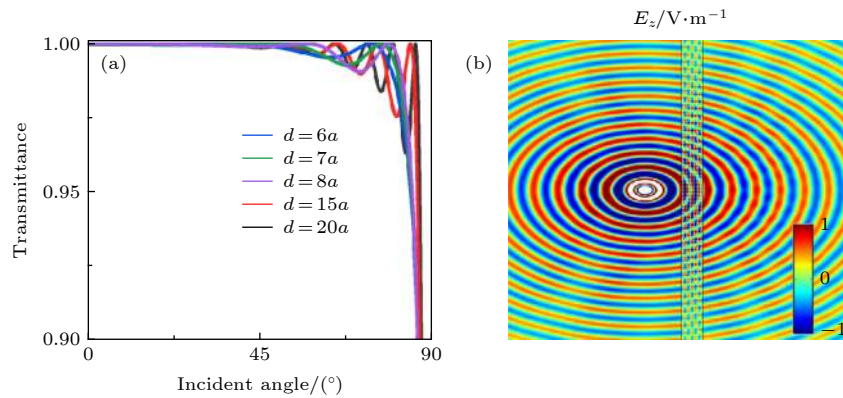 E_z/V·m⁻¹
1.00
(a)
(b)
Transmittance
d = 6a
d = 7a
d = 8a
d = 15a
d = 20a
0.95
1
0
−1
0.90
0
45
90
Incident angle/(°)